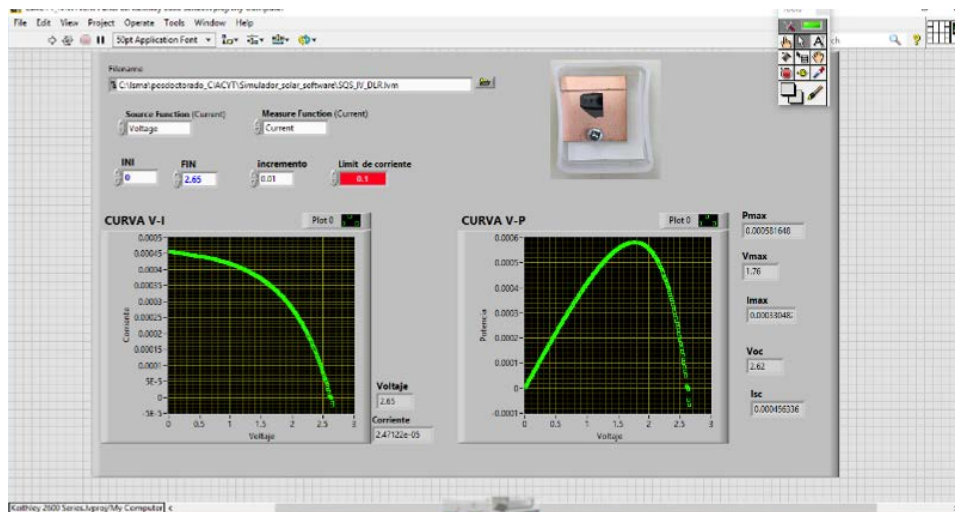 File Edit View Project Operate Tools Window Help
50pt Application Font
Filaname
C:\Isma\posdoctorado_CIACYT\Simulador_solar_software\SQS_IV_DLR.lvm
Source Function (Current)
Voltage
Measure Function (Current)
Current
INI
0
FIN
2.65
incremento
0.01
Limit de corriente
0.1
CURVA V-I
Plot 0
0.0005
0.00045
0.0004
0.00035
0.0003
0.00025
0.0002
0.00015
0.0001
5E-5
0
-5E-5
Corriente
0 0.5 1 1.5 2 2.5 3
Voltaje
Voltaje
2.65
Corriente
2.47122e-05
CURVA V-P
Plot 0
0.0006
0.0005
0.0004
0.0003
0.0002
0.0001
0
-0.0001
Potencia
0 0.5 1 1.5 2 2.5 3
Voltaje
Pmax
0.000581648
Vmax
1.76
Imax
Voc
2.62
Isc
0.000456336
Keithley 2600 Series.lvproj/My Computer